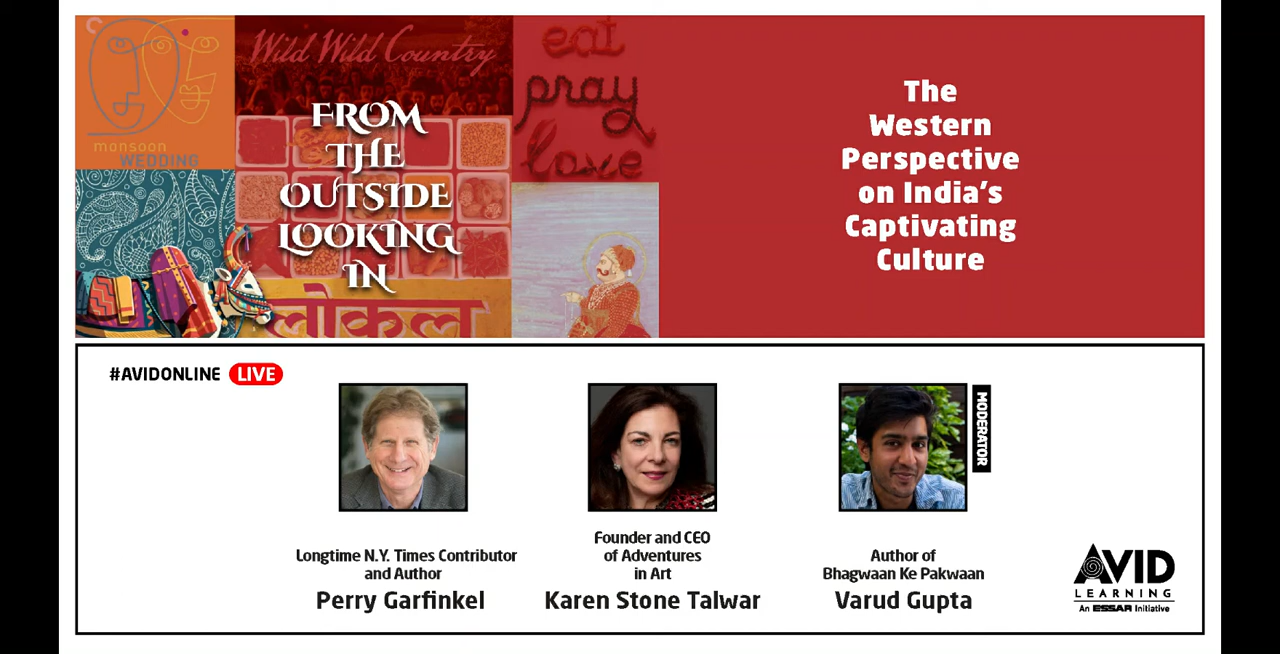 monsoon
WEDDING
Wild Wild Country
eat
pray
love
FROM
THE
OUTSIDE
LOOKING
IN
लोकल
The
Western
Perspective
on India's
Captivating
Culture
#AVIDONLINE LIVE
MODERATOR
Longtime N.Y. Times Contributor
and Author
Perry Garfinkel
Founder and CEO
of Adventures
in Art
Karen Stone Talwar
Author of
Bhagwaan Ke Pakwaan
Varud Gupta
AVID
LEARNING
An ESSAR Initiative